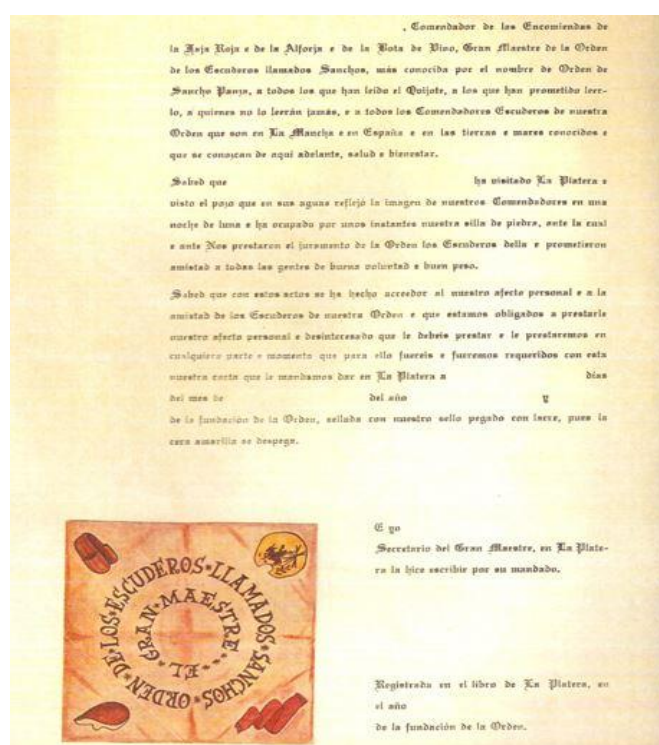 , Comendador de las Encomiendas de
la Hoja Roja e de la Alforja e de la Bota de Vino, Gran Maestre de la Orden
de los Escuderos llamados Sanchos, más conocida por el nombre de Orden de
Sancho Panza, a todos los que han leido el Quijote, a los que han prometido leer-
lo, a quienes no lo leerán jamás, e a todos los Comendadores Escuderos de nuestra
Orden que son en La Mancha e en España e en las tierras e mares conocidos e
que se conozcan de aquí adelante, salud e bienestar.
Sabed que ha visitado La Platera e
visto el pozo que en sus aguas reflejó la imagen de nuestros Comendadores en una
noche de luna e ha ocupado por unos instantes nuestra silla de piedra, ante la cual
e ante Nos prestaron el juramento de la Orden los Escuderos della e prometieron
amistad a todas las gentes de buena voluntad e buen peso.
Sabed que con estos actos se ha hecho acreedor al nuestro afecto personal e a la
amistad de los Escuderos de nuestra Orden e que estamos obligados a prestarle
nuestro afecto personal e desinteresado que le debeis prestar e le prestaremos en
cualquiera parte e momento que para ello fuereis e fueremos requeridos con esta
nuestra carta que le mandamos dar en La Platera a días
del mes de del año y
de la fundación de la Orden, sellada con nuestro sello pegado con lacre, pues la
cera amarilla se despega.
E yo
Secretario del Gran Maestre, en La Plate-
ra la hice escribir por su mandado.
ORDEN·DE·LOS·ESCUDEROS·LLAMADOS·SANCHOS
EL·GRAN·MAESTRE
Registrada en el libro de La Platera, en
el año
de la fundación de la Orden.